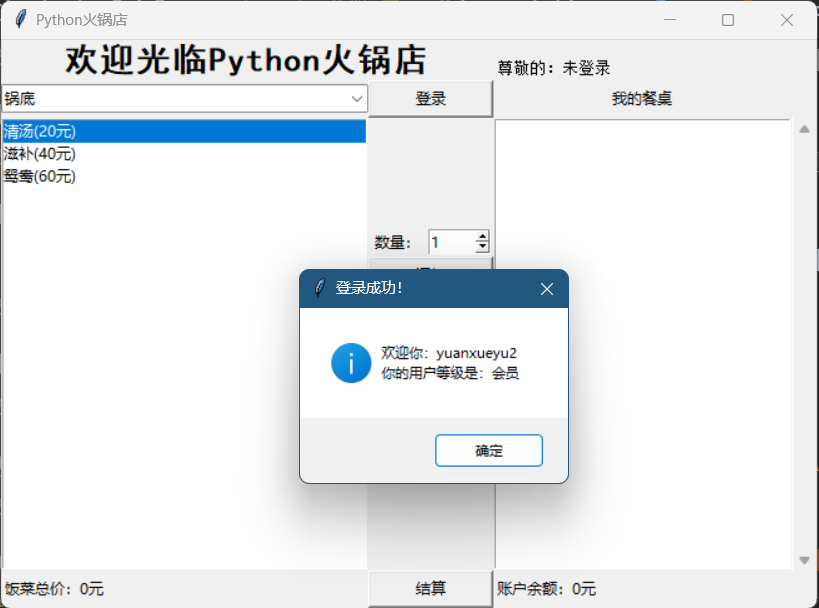 Python火锅店
欢迎光临Python火锅店
尊敬的：未登录
锅底
登录
我的餐桌
清汤(20元)
滋补(40元)
鸳鸯(60元)
数量：
1
登录成功!
欢迎你：yuanxueyu2
你的用户等级是：会员
确定
饭菜总价：0元
结算
账户余额：0元